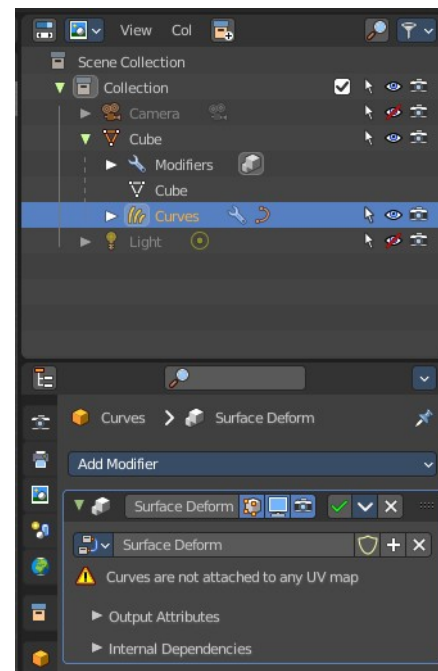 View Col
Scene Collection
Collection
Camera
Cube
Modifiers
Cube
Curves
Light
Curves Surface Deform
Add Modifier
Surface Deform
Surface Deform
Curves are not attached to any UV map
Output Attributes
Internal Dependencies